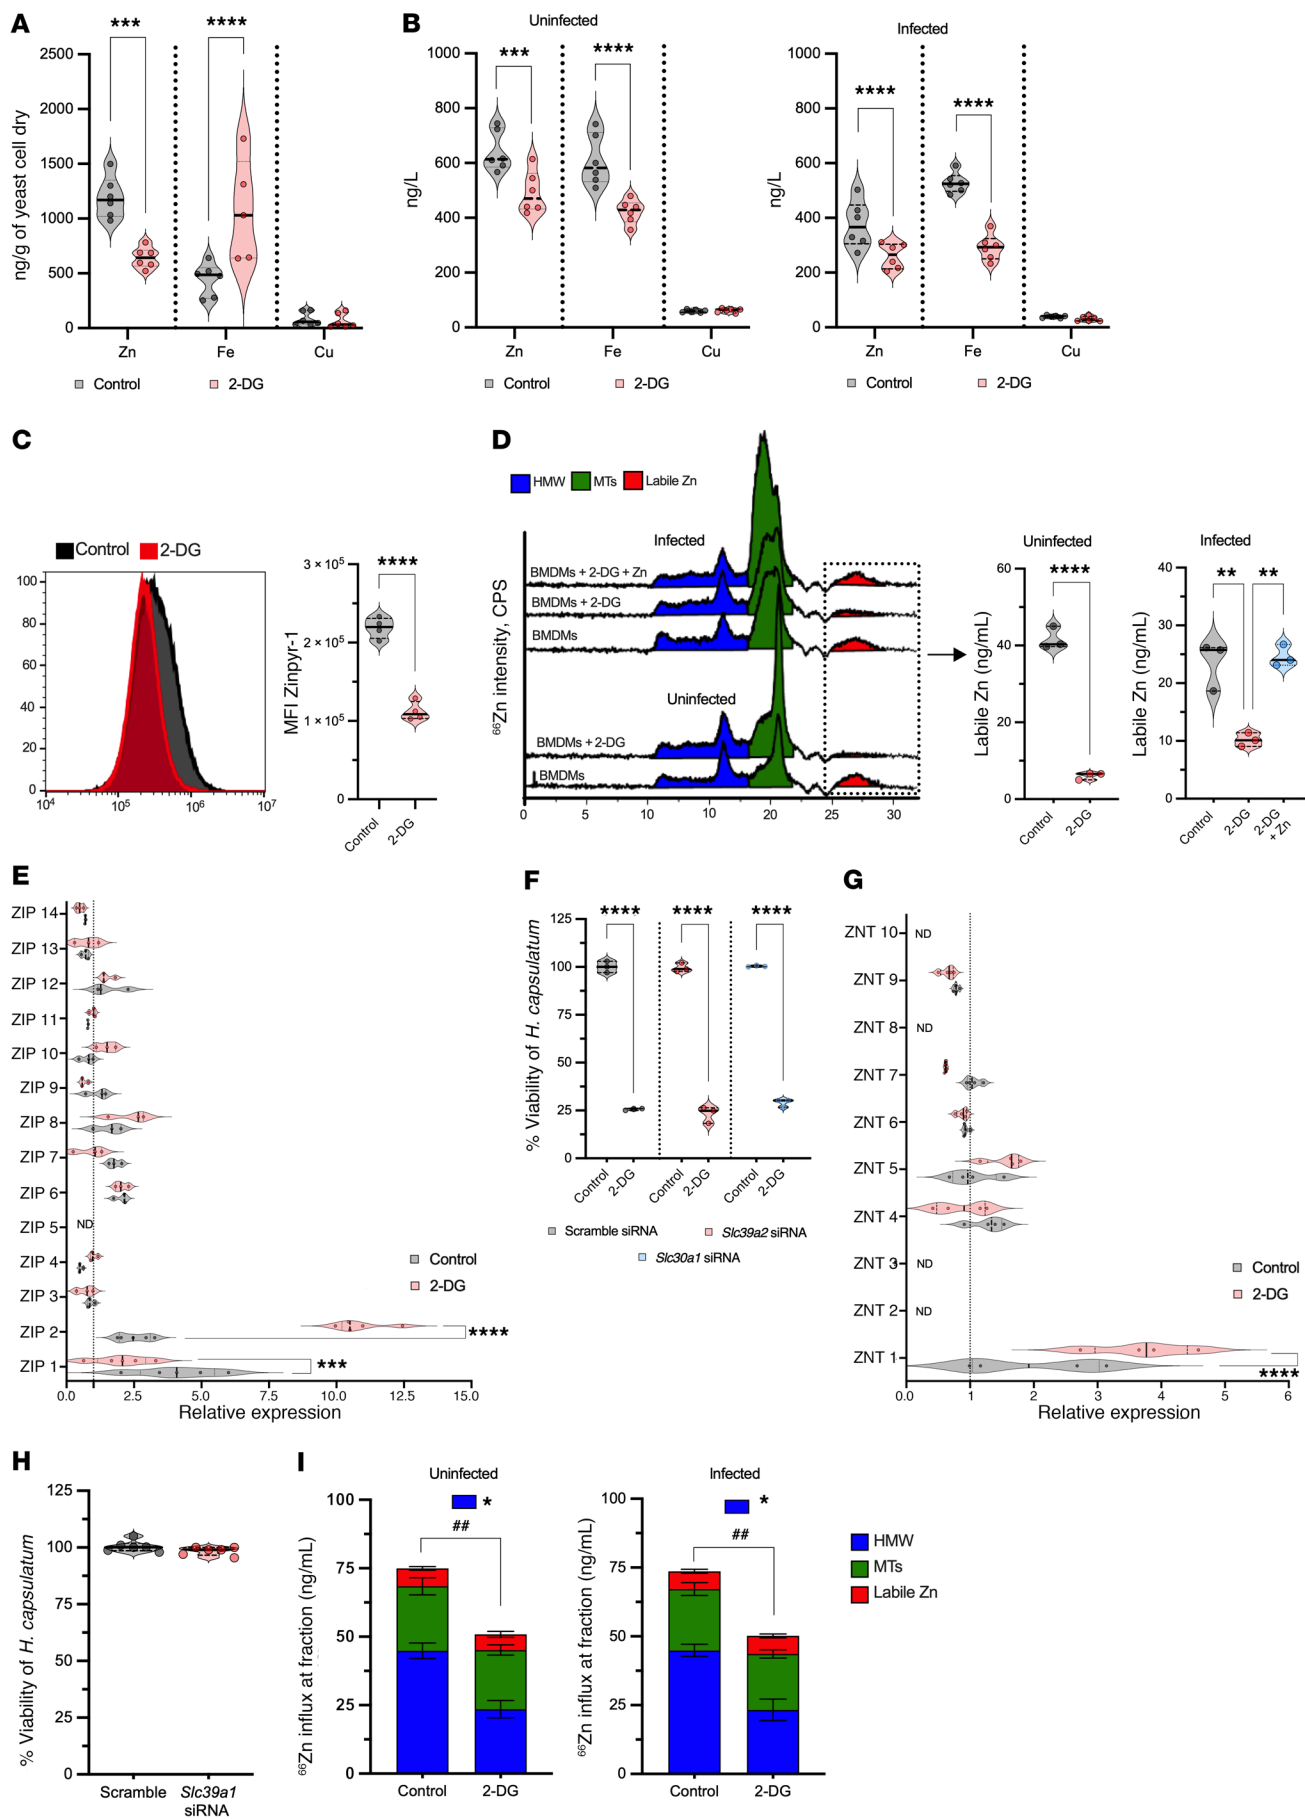 A
*** ****
2500
2000
1500
1000
500
0
ng/g of yeast cell dry
Zn Fe Cu
Control 2-DG
B
Uninfected
*** ****
1000
800
600
400
200
0
ng/L
Zn Fe Cu
Control 2-DG
Infected
**** ****
1000
800
600
400
200
0
ng/L
Zn Fe Cu
Control 2-DG
C
Control 2-DG
100
80
60
40
20
0
10⁴ 10⁵ 10⁶ 10⁷
****
3 × 10⁵
2 × 10⁵
1 × 10⁵
0
MFI Zinpyr-1
Control 2-DG
D
HMW MTs Labile Zn
Infected
BMDMs + 2-DG + Zn
BMDMs + 2-DG
BMDMs
Uninfected
BMDMs + 2-DG
BMDMs
⁶⁶Zn intensity, CPS
0 5 10 10 20 25 30
Uninfected
****
60
40
20
0
Labile Zn (ng/mL)
Control 2-DG
Infected
** **
40
30
20
10
0
Labile Zn (ng/mL)
Control 2-DG 2-DG + Zn
E
ZIP 14
ZIP 13
ZIP 12
ZIP 11
ZIP 10
ZIP 9
ZIP 8
ZIP 7
ZIP 6
ZIP 5 ND
ZIP 4
ZIP 3
ZIP 2 ****
ZIP 1 ***
Control
2-DG
0.0 2.5 5.0 7.5 10.0 12.5 15.0
Relative expression
F
**** **** ****
125
100
75
50
25
0
% Viability of H. capsulatum
Control 2-DG Control 2-DG Control 2-DG
Scramble siRNA Slc39a2 siRNA
Slc30a1 siRNA
G
ZNT 10 ND
ZNT 9
ZNT 8 ND
ZNT 7
ZNT 6
ZNT 5
ZNT 4
ZNT 3 ND
ZNT 2 ND
ZNT 1
****
Control
2-DG
0 1 2 3 4 5 6
Relative expression
H
125
100
75
50
25
0
% Viability of H. capsulatum
Scramble Slc39a1
siRNA
I
Uninfected
*
##
100
75
50
25
0
⁶⁶Zn influx at fraction (ng/mL)
Control 2-DG
Infected
*
##
100
75
50
25
0
⁶⁶Zn influx at fraction (ng/mL)
Control 2-DG
HMW
MTs
Labile Zn